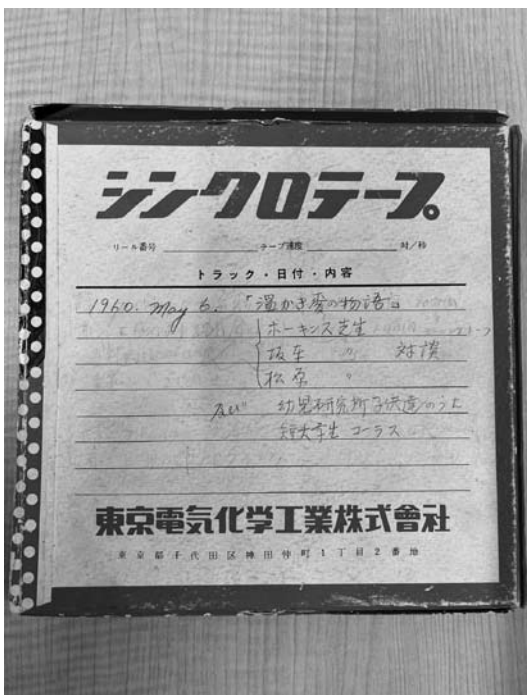 シンクロテープ
リール番号 テープ速度 吋/秒
トラック・日付・内容
1960. May 6. 「温かき雪の物語」
ホーキンス先生
坂本 〃 対談
松原 〃
及び 幼児研究所子供達のうた
短大学生 コーラス
東京電気化学工業株式會社
東京都千代田区神田仲町1丁目2番地